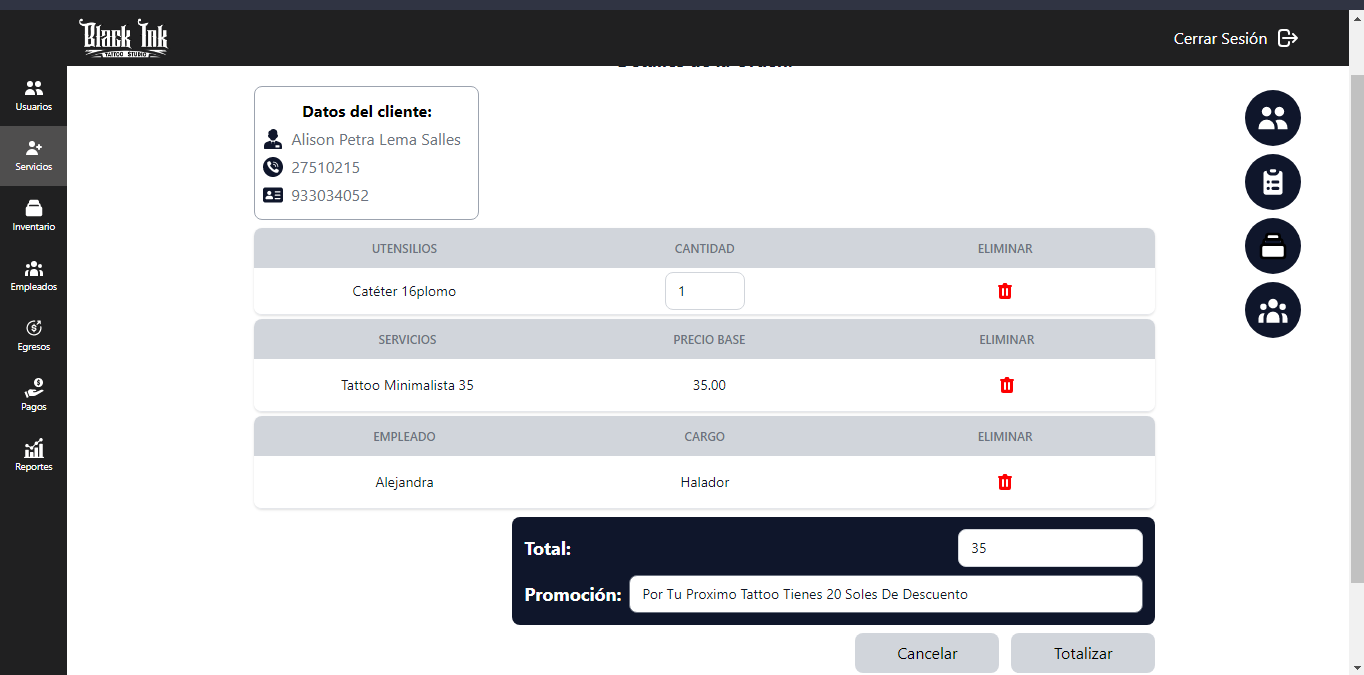 Black Ink
TATTOO STUDIO
Cerrar Sesión
Usuarios
Servicios
Inventario
Empleados
Egresos
Pagos
Reportes
Datos del cliente:
Alison Petra Lema Salles
27510215
933034052
UTENSILIOS CANTIDAD ELIMINAR
Catéter 16plomo 1
SERVICIOS PRECIO BASE ELIMINAR
Tattoo Minimalista 35 35.00
EMPLEADO CARGO ELIMINAR
Alejandra Halador
Total: 35
Promoción: Por Tu Proximo Tattoo Tienes 20 Soles De Descuento
Cancelar Totalizar